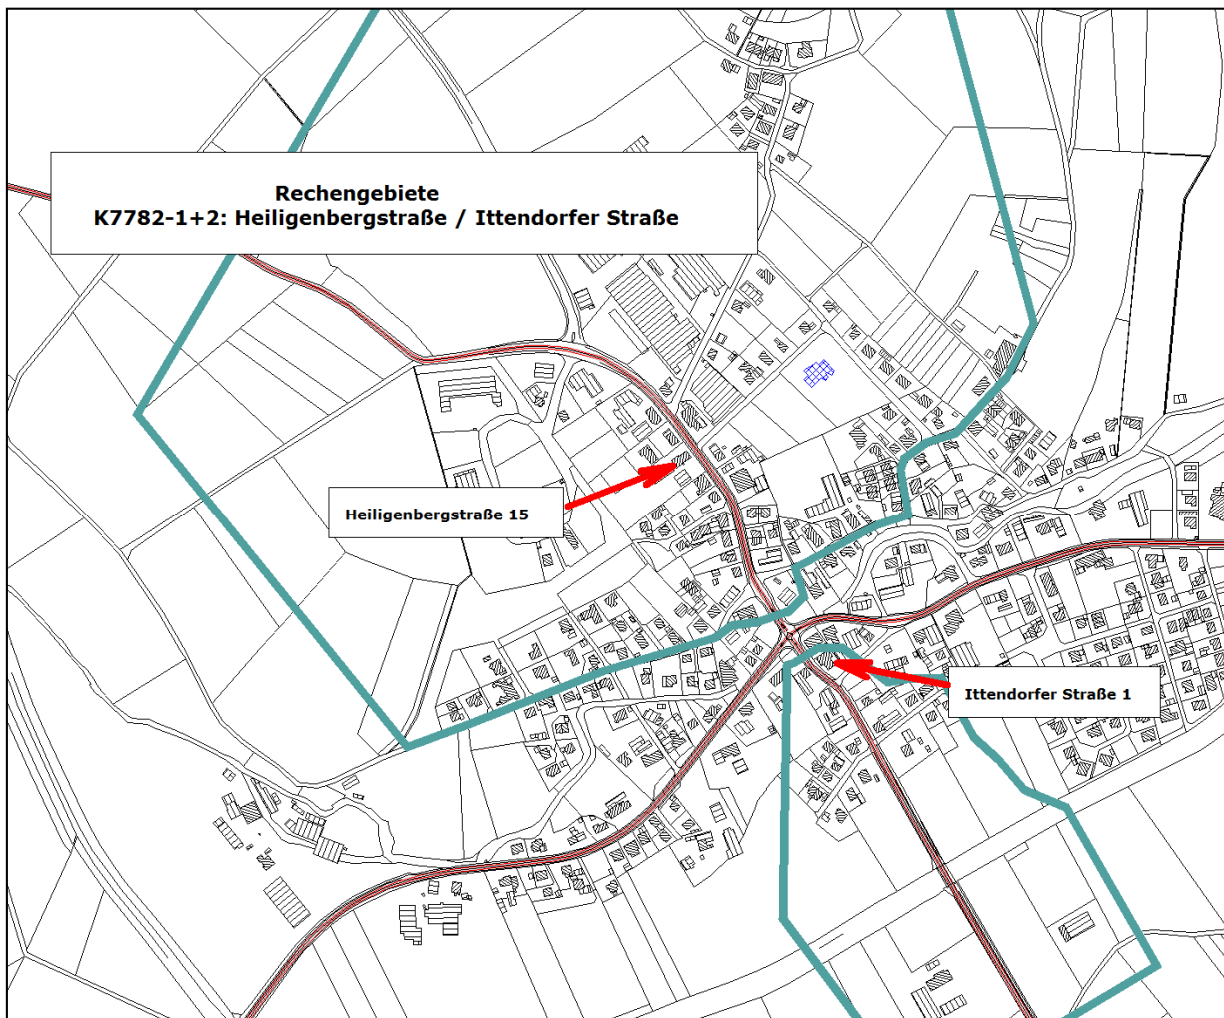 Rechengebiete
K7782-1+2: Heiligenbergstraße / Ittendorfer Straße
Heiligenbergstraße 15
Ittendorfer Straße 1